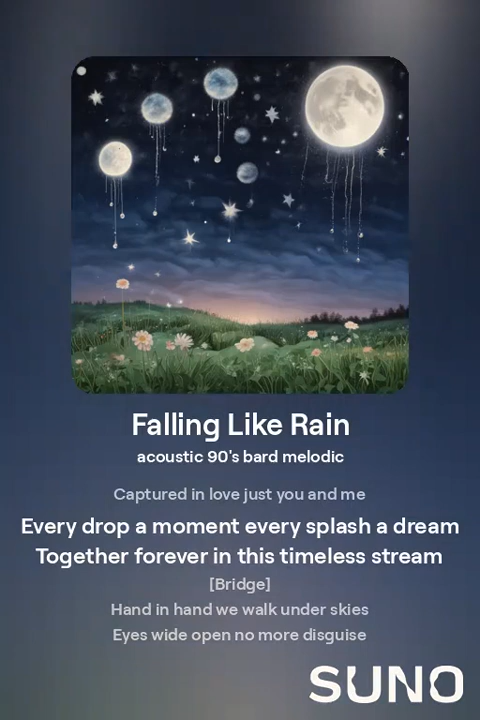 Falling Like Rain
acoustic 90's bard melodic
Captured in love just you and me
Every drop a moment every splash a dream
Together forever in this timeless stream
[Bridge]
Hand in hand we walk under skies
Eyes wide open no more disguise
SUNO